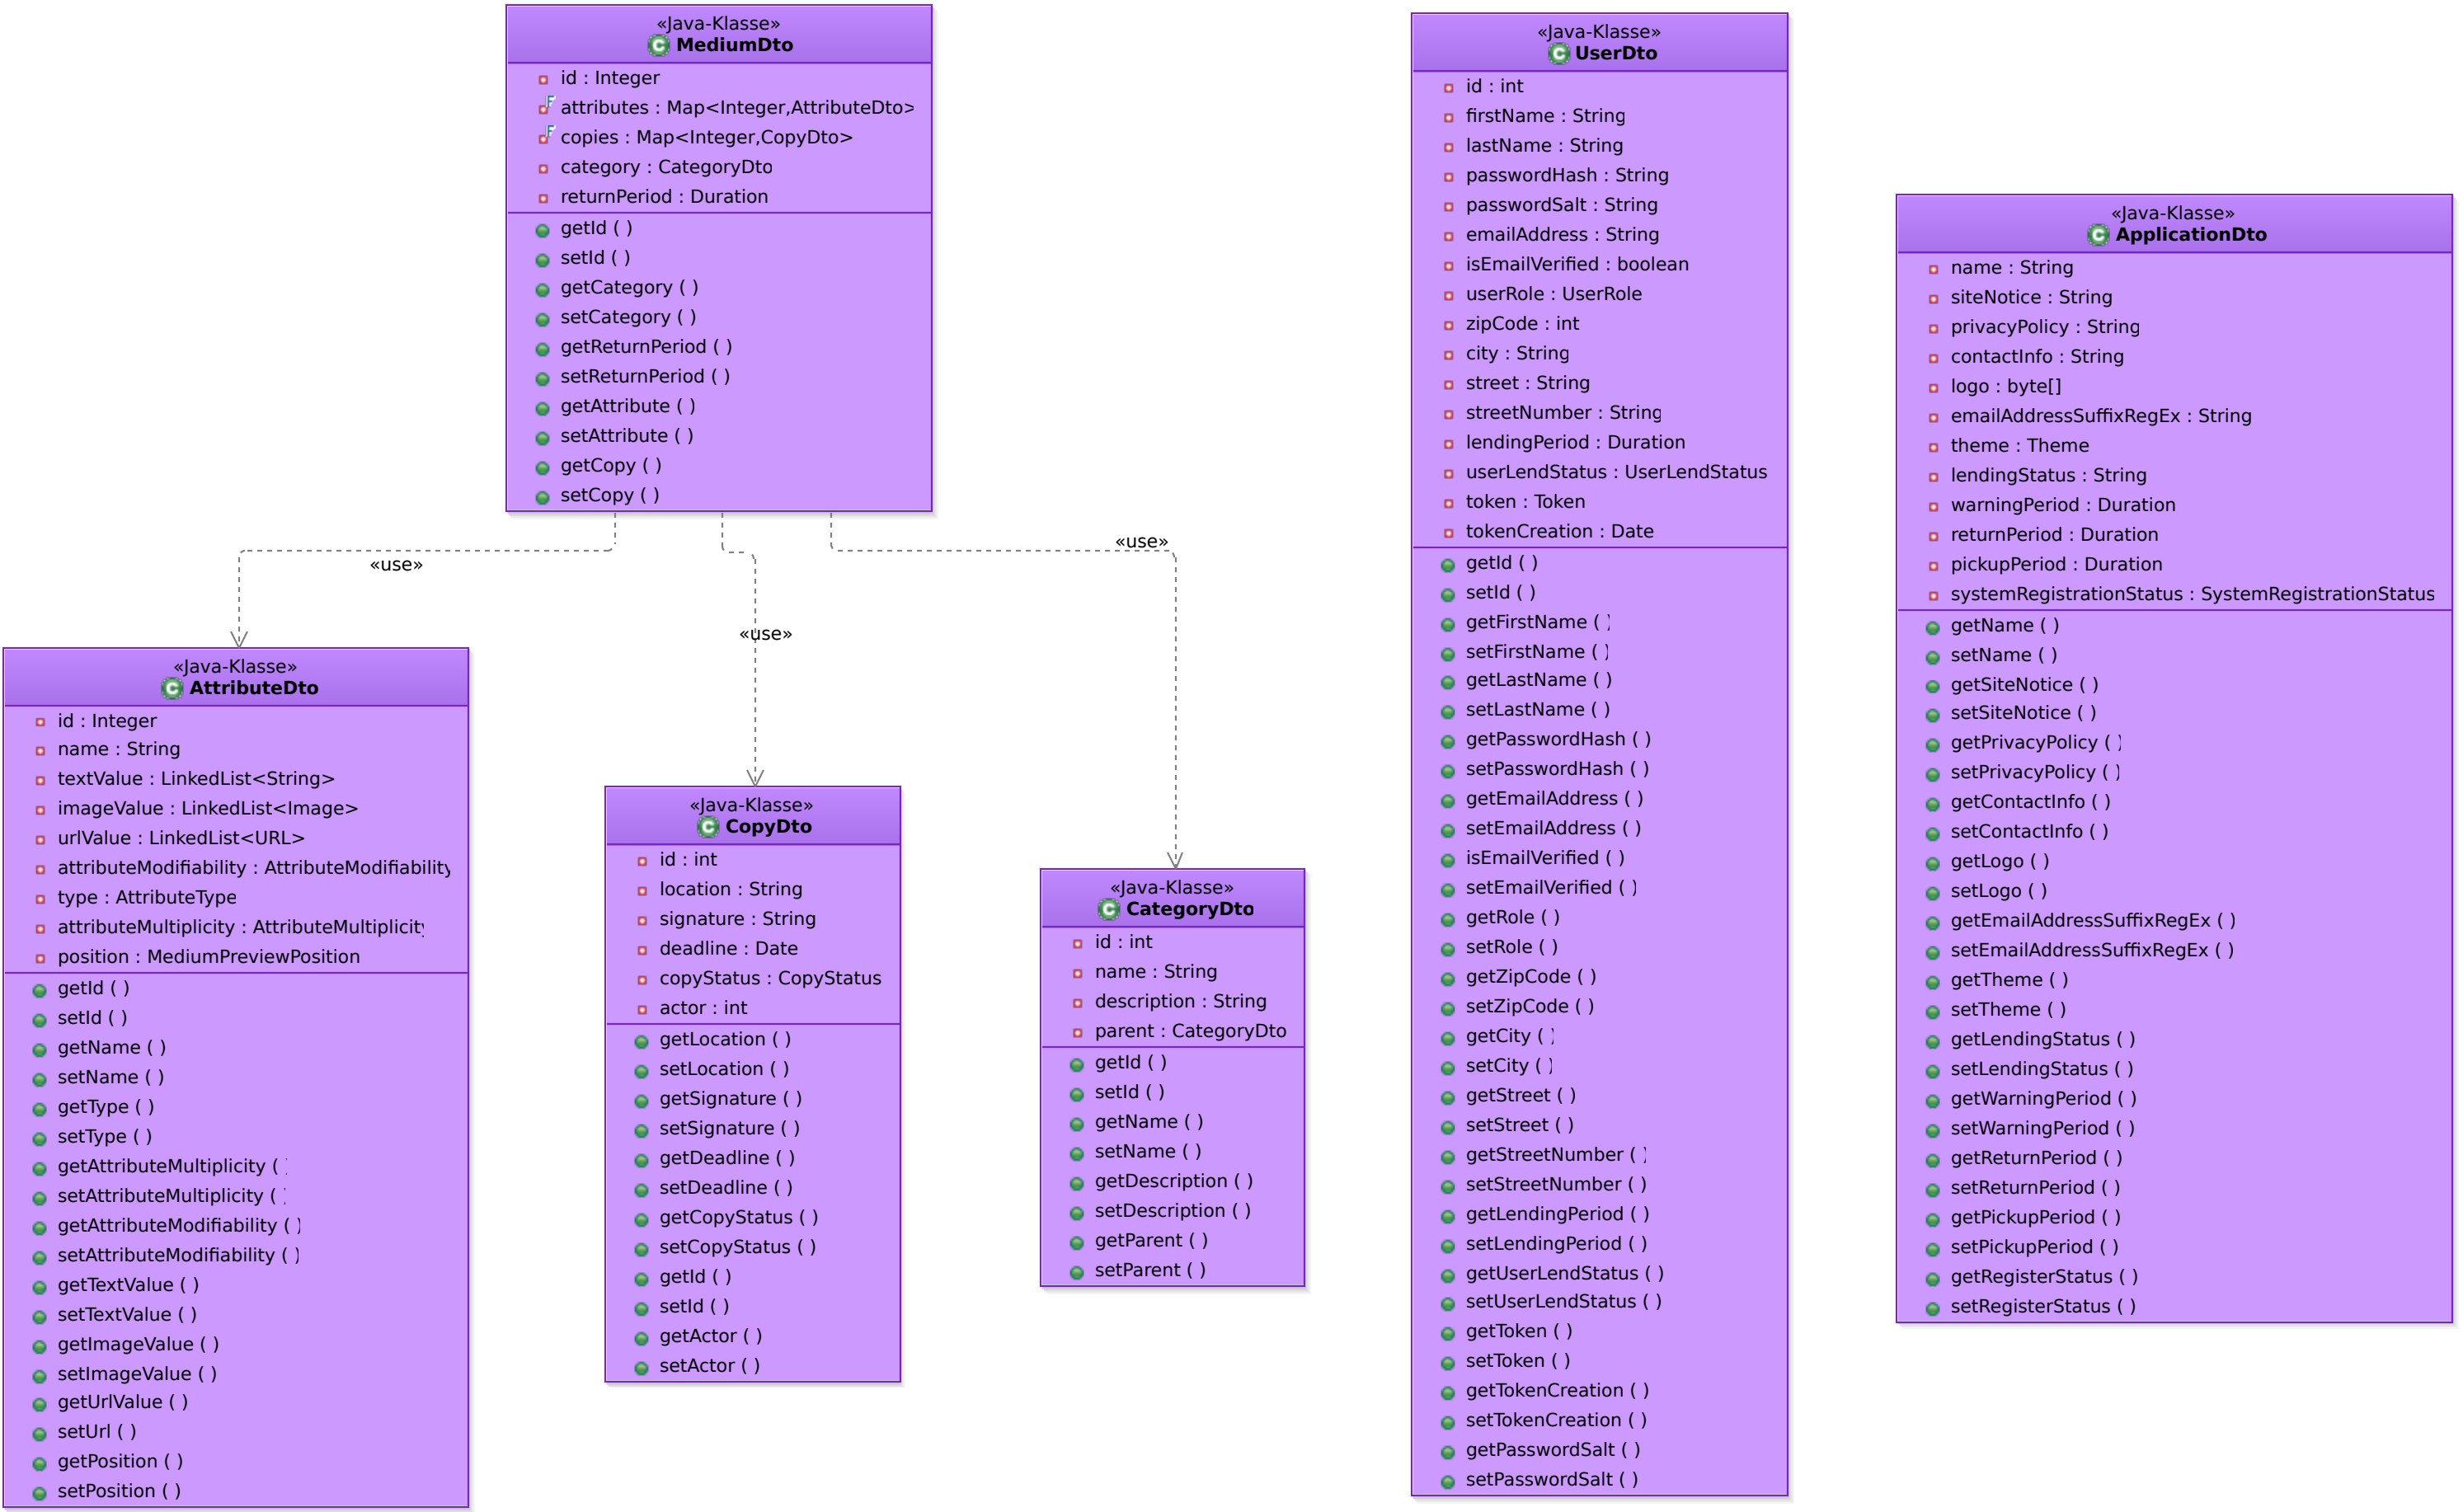 «Java-Klasse»
MediumDto
id : Integer
attributes : Map<Integer,AttributeDto>
copies : Map<Integer,CopyDto>
category : CategoryDto
returnPeriod : Duration
getId ( )
setId ( )
getCategory ( )
setCategory ( )
getReturnPeriod ( )
setReturnPeriod ( )
getAttribute ( )
setAttribute ( )
getCopy ( )
setCopy ( )
«use»
«use»
«use»
«Java-Klasse»
AttributeDto
id : Integer
name : String
textValue : LinkedList<String>
imageValue : LinkedList<Image>
urlValue : LinkedList<URL>
attributeModifiability : AttributeModifiability
type : AttributeType
attributeMultiplicity : AttributeMultiplicity
position : MediumPreviewPosition
getId ( )
setId ( )
getName ( )
setName ( )
getType ( )
setType ( )
getAttributeMultiplicity ( )
setAttributeMultiplicity ( )
getAttributeModifiability ( )
setAttributeModifiability ( )
getTextValue ( )
setTextValue ( )
getImageValue ( )
setImageValue ( )
getUrlValue ( )
setUrl ( )
getPosition ( )
setPosition ( )
«Java-Klasse»
CopyDto
id : int
location : String
signature : String
deadline : Date
copyStatus : CopyStatus
actor : int
getLocation ( )
setLocation ( )
getSignature ( )
setSignature ( )
getDeadline ( )
setDeadline ( )
getCopyStatus ( )
setCopyStatus ( )
getId ( )
setId ( )
getActor ( )
setActor ( )
«Java-Klasse»
CategoryDto
id : int
name : String
description : String
parent : CategoryDto
getId ( )
setId ( )
getName ( )
setName ( )
getDescription ( )
setDescription ( )
getParent ( )
setParent ( )
«Java-Klasse»
UserDto
id : int
firstName : String
lastName : String
passwordHash : String
passwordSalt : String
emailAddress : String
isEmailVerified : boolean
userRole : UserRole
zipCode : int
city : String
street : String
streetNumber : String
lendingPeriod : Duration
userLendStatus : UserLendStatus
token : Token
tokenCreation : Date
getId ( )
setId ( )
getFirstName ( )
setFirstName ( )
getLastName ( )
setLastName ( )
getPasswordHash ( )
setPasswordHash ( )
getEmailAddress ( )
setEmailAddress ( )
isEmailVerified ( )
setEmailVerified ( )
getRole ( )
setRole ( )
getZipCode ( )
setZipCode ( )
getCity ( )
setCity ( )
getStreet ( )
setStreet ( )
getStreetNumber ( )
setStreetNumber ( )
getLendingPeriod ( )
setLendingPeriod ( )
getUserLendStatus ( )
setUserLendStatus ( )
getToken ( )
setToken ( )
getTokenCreation ( )
setTokenCreation ( )
getPasswordSalt ( )
setPasswordSalt ( )
«Java-Klasse»
ApplicationDto
name : String
siteNotice : String
privacyPolicy : String
contactInfo : String
logo : byte[]
emailAddressSuffixRegEx : String
theme : Theme
lendingStatus : String
warningPeriod : Duration
returnPeriod : Duration
pickupPeriod : Duration
systemRegistrationStatus : SystemRegistrationStatus
getName ( )
setName ( )
getSiteNotice ( )
setSiteNotice ( )
getPrivacyPolicy ( )
setPrivacyPolicy ( )
getContactInfo ( )
setContactInfo ( )
getLogo ( )
setLogo ( )
getEmailAddressSuffixRegEx ( )
setEmailAddressSuffixRegEx ( )
getTheme ( )
setTheme ( )
getLendingStatus ( )
setLendingStatus ( )
getWarningPeriod ( )
setWarningPeriod ( )
getReturnPeriod ( )
setReturnPeriod ( )
getPickupPeriod ( )
setPickupPeriod ( )
getRegisterStatus ( )
setRegisterStatus ( )